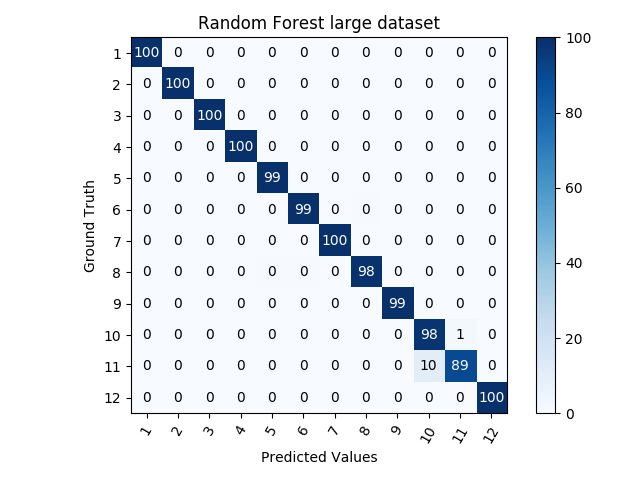 Random Forest large dataset
Ground Truth
1 100 0 0 0 0 0 0 0 0 0 0 0
2 0 100 0 0 0 0 0 0 0 0 0 0
3 0 0 100 0 0 0 0 0 0 0 0 0
4 0 0 0 100 0 0 0 0 0 0 0 0
5 0 0 0 0 99 0 0 0 0 0 0 0
6 0 0 0 0 0 99 0 0 0 0 0 0
7 0 0 0 0 0 0 100 0 0 0 0 0
8 0 0 0 0 0 0 0 98 0 0 0 0
9 0 0 0 0 0 0 0 0 99 0 0 0
10 0 0 0 0 0 0 0 0 0 98 1 0
11 0 0 0 0 0 0 0 0 0 10 89 0
12 0 0 0 0 0 0 0 0 0 0 0 100
1 2 3 4 5 6 7 8 9 10 11 12
Predicted Values
100
80
60
40
20
0